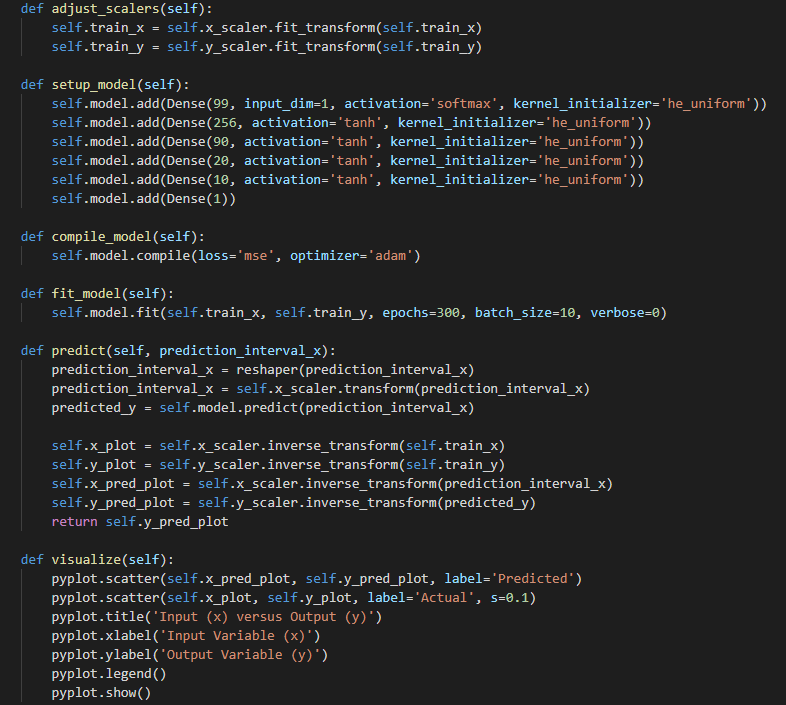 def adjust_scalers(self):
    self.train_x = self.x_scaler.fit_transform(self.train_x)
    self.train_y = self.y_scaler.fit_transform(self.train_y)

def setup_model(self):
    self.model.add(Dense(99, input_dim=1, activation='softmax', kernel_initializer='he_uniform'))
    self.model.add(Dense(256, activation='tanh', kernel_initializer='he_uniform'))
    self.model.add(Dense(90, activation='tanh', kernel_initializer='he_uniform'))
    self.model.add(Dense(20, activation='tanh', kernel_initializer='he_uniform'))
    self.model.add(Dense(10, activation='tanh', kernel_initializer='he_uniform'))
    self.model.add(Dense(1))

def compile_model(self):
    self.model.compile(loss='mse', optimizer='adam')

def fit_model(self):
    self.model.fit(self.train_x, self.train_y, epochs=300, batch_size=10, verbose=0)

def predict(self, prediction_interval_x):
    prediction_interval_x = reshaper(prediction_interval_x)
    prediction_interval_x = self.x_scaler.transform(prediction_interval_x)
    predicted_y = self.model.predict(prediction_interval_x)

    self.x_plot = self.x_scaler.inverse_transform(self.train_x)
    self.y_plot = self.y_scaler.inverse_transform(self.train_y)
    self.x_pred_plot = self.x_scaler.inverse_transform(prediction_interval_x)
    self.y_pred_plot = self.y_scaler.inverse_transform(predicted_y)
    return self.y_pred_plot

def visualize(self):
    pyplot.scatter(self.x_pred_plot, self.y_pred_plot, label='Predicted')
    pyplot.scatter(self.x_plot, self.y_plot, label='Actual', s=0.1)
    pyplot.title('Input (x) versus Output (y)')
    pyplot.xlabel('Input Variable (x)')
    pyplot.ylabel('Output Variable (y)')
    pyplot.legend()
    pyplot.show()